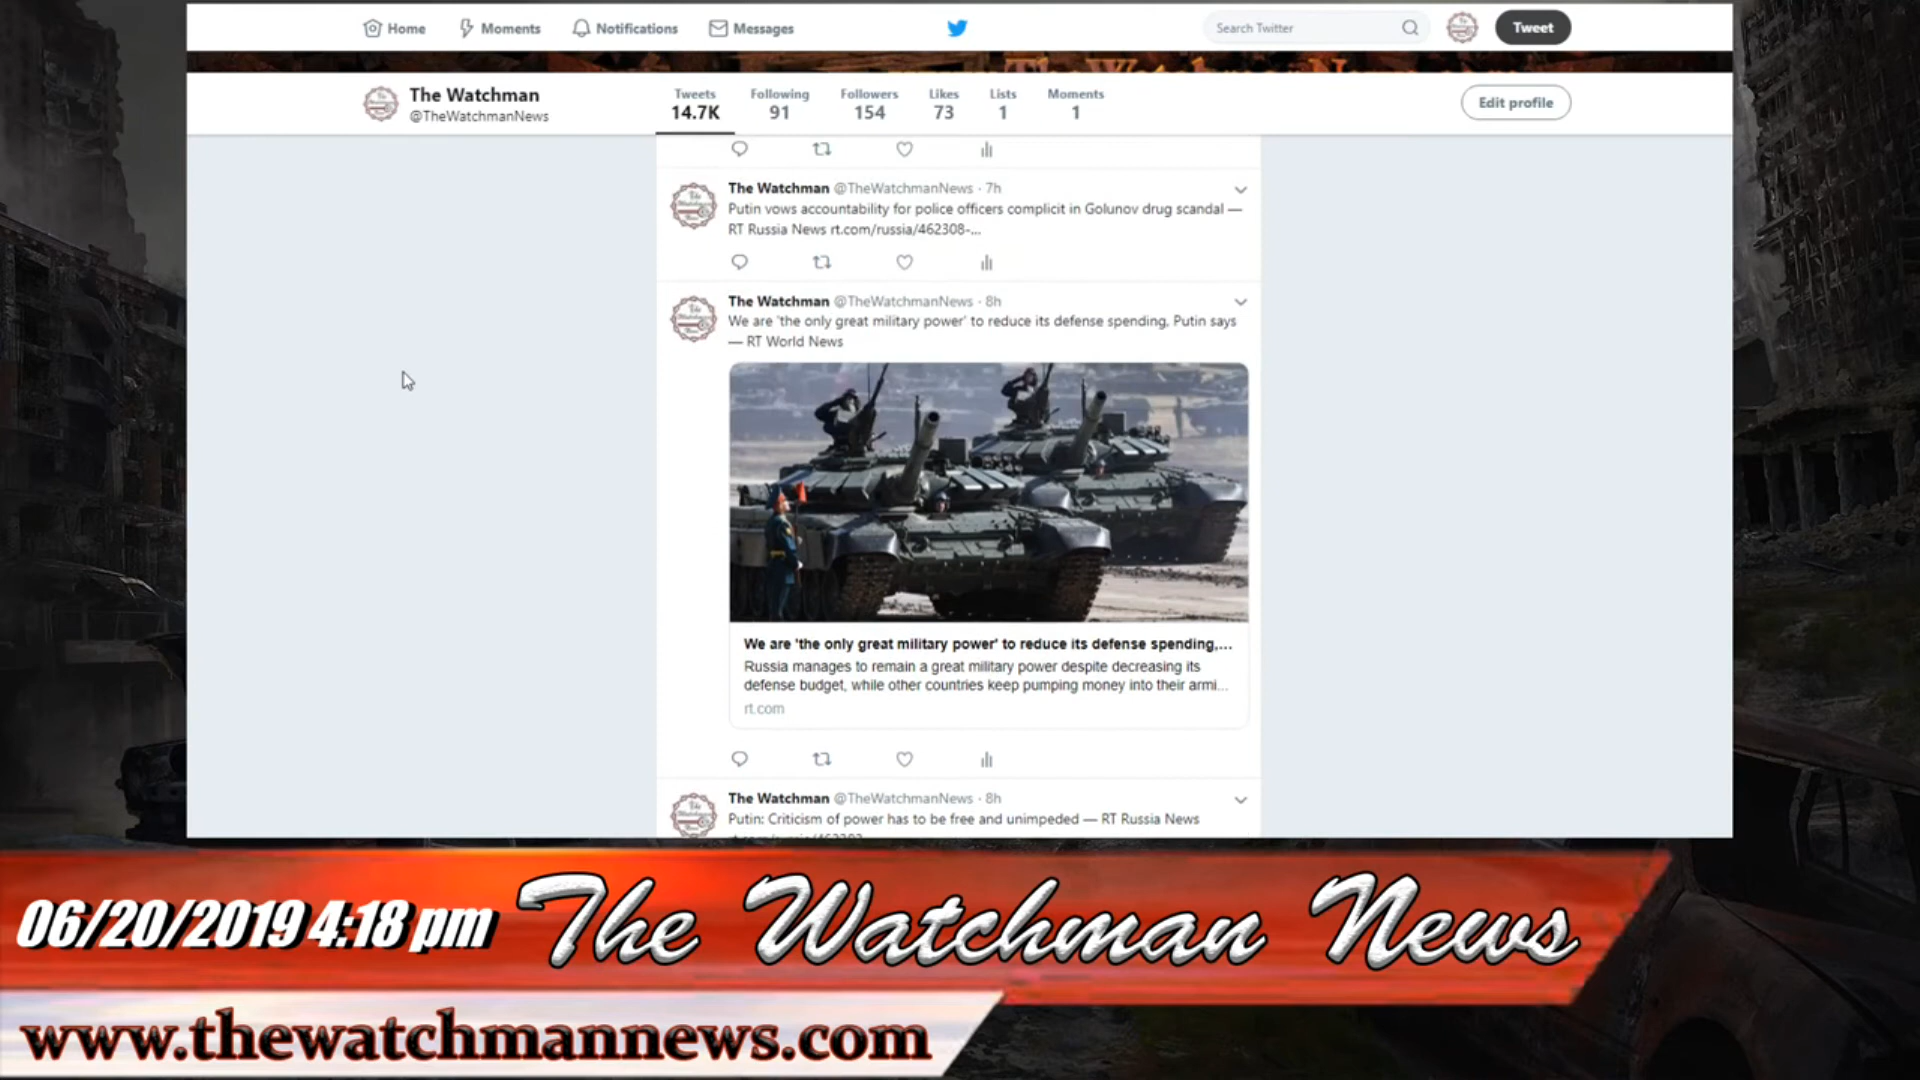 Home
Moments
Notifications
Messages
Search Twitter
Tweet
The Watchman
@TheWatchmanNews
Tweets
14.7K
Following
91
Followers
154
Likes
73
Lists
1
Moments
1
Edit profile
The Watchman @TheWatchmanNews · 7h
Putin vows accountability for police officers complicit in Golunov drug scandal —
RT Russia News rt.com/russia/462308-...
The Watchman @TheWatchmanNews · 8h
We are 'the only great military power' to reduce its defense spending, Putin says
— RT World News
We are 'the only great military power' to reduce its defense spending,...
Russia manages to remain a great military power despite decreasing its
defense budget, while other countries keep pumping money into their armi...
rt.com
The Watchman @TheWatchmanNews · 8h
Putin: Criticism of power has to be free and unimpeded — RT Russia News
06/20/2019 4:18 pm
The Watchman News
www.thewatchmannews.com